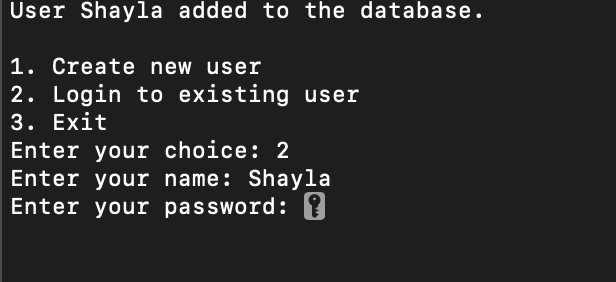 User Shayla added to the database.
1. Create new user
2. Login to existing user
3. Exit
Enter your choice: 2
Enter your name: Shayla
Enter your password: